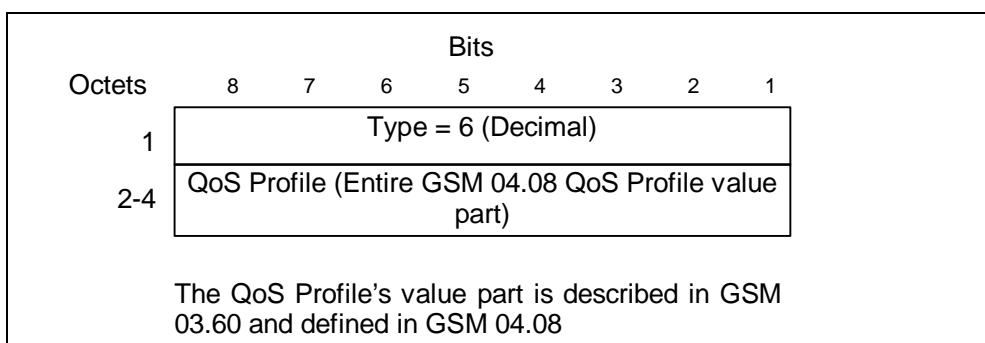 Bits
Octets 8 7 6 5 4 3 2 1
1 Type = 6 (Decimal)
2-4 QoS Profile (Entire GSM 04.08 QoS Profile value
part)
The QoS Profile's value part is described in GSM
03.60 and defined in GSM 04.08